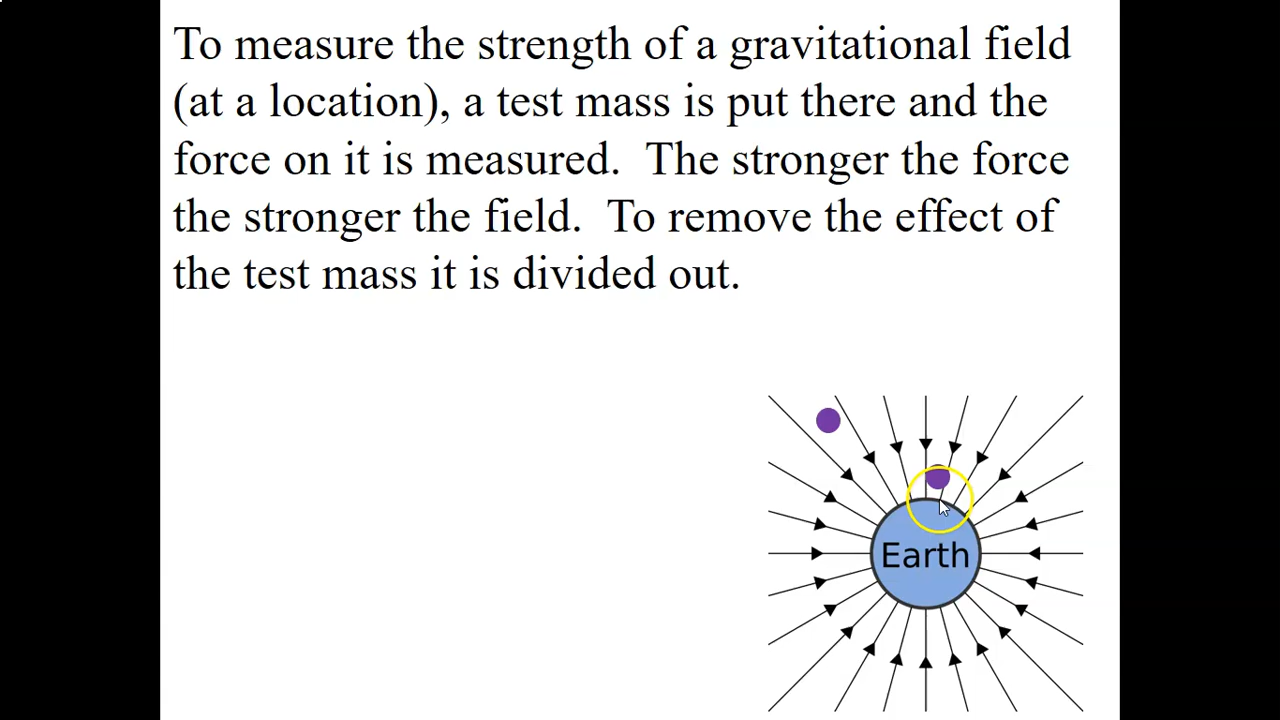 To measure the strength of a gravitational field
(at a location), a test mass is put there and the
force on it is measured.  The stronger the force
the stronger the field.  To remove the effect of
the test mass it is divided out.
Earth